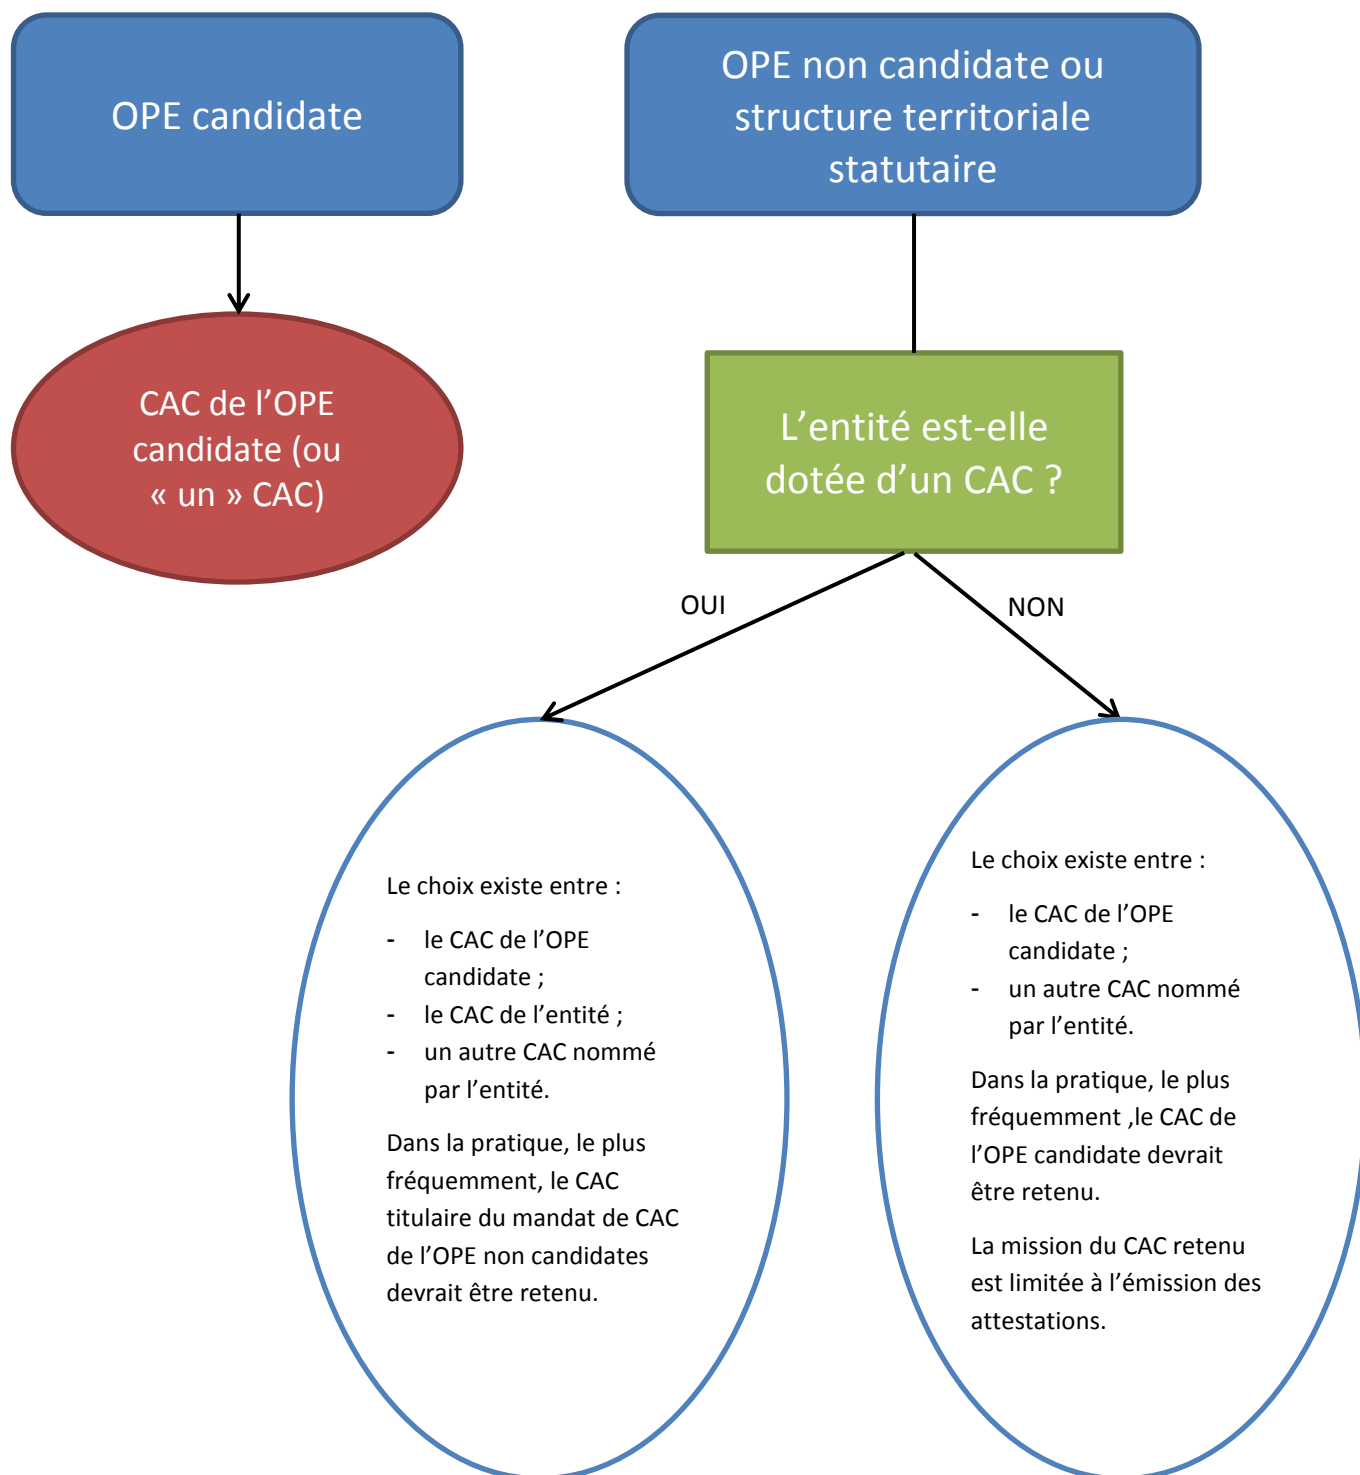 OPE candidate
OPE non candidate ou
structure territoriale
statutaire
CAC de l’OPE
candidate (ou
« un » CAC)
L’entité est-elle
dotée d’un CAC ?
OUI
NON
Le choix existe entre :
- le CAC de l’OPE
candidate ;
- le CAC de l’entité ;
- un autre CAC nommé
par l’entité.
Dans la pratique, le plus
fréquemment, le CAC
titulaire du mandat de CAC
de l’OPE non candidates
devrait être retenu.
Le choix existe entre :
- le CAC de l’OPE
candidate ;
- un autre CAC nommé
par l’entité.
Dans la pratique, le plus
fréquemment ,le CAC de
l’OPE candidate devrait
être retenu.
La mission du CAC retenu
est limitée à l’émission des
attestations.